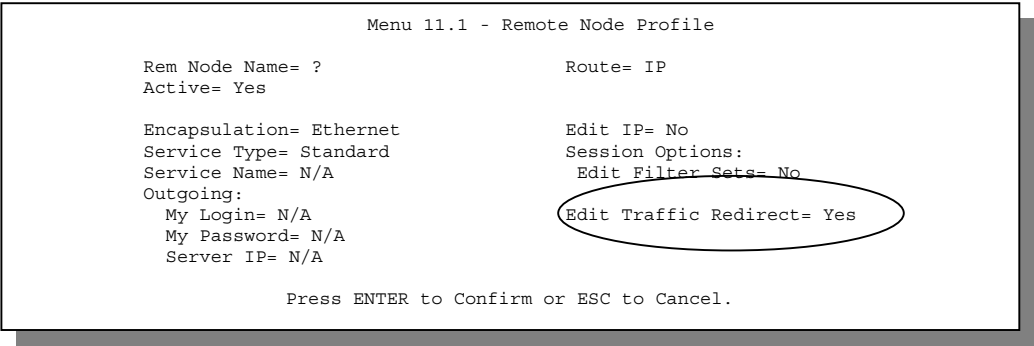 Menu 11.1 - Remote Node Profile
Rem Node Name= ? Route= IP
Active= Yes
Encapsulation= Ethernet Edit IP= No
Service Type= Standard Session Options:
Service Name= N/A Edit Filter Sets= No
Outgoing:
My Login= N/A Edit Traffic Redirect= Yes
My Password= N/A
Server IP= N/A
Press ENTER to Confirm or ESC to Cancel.